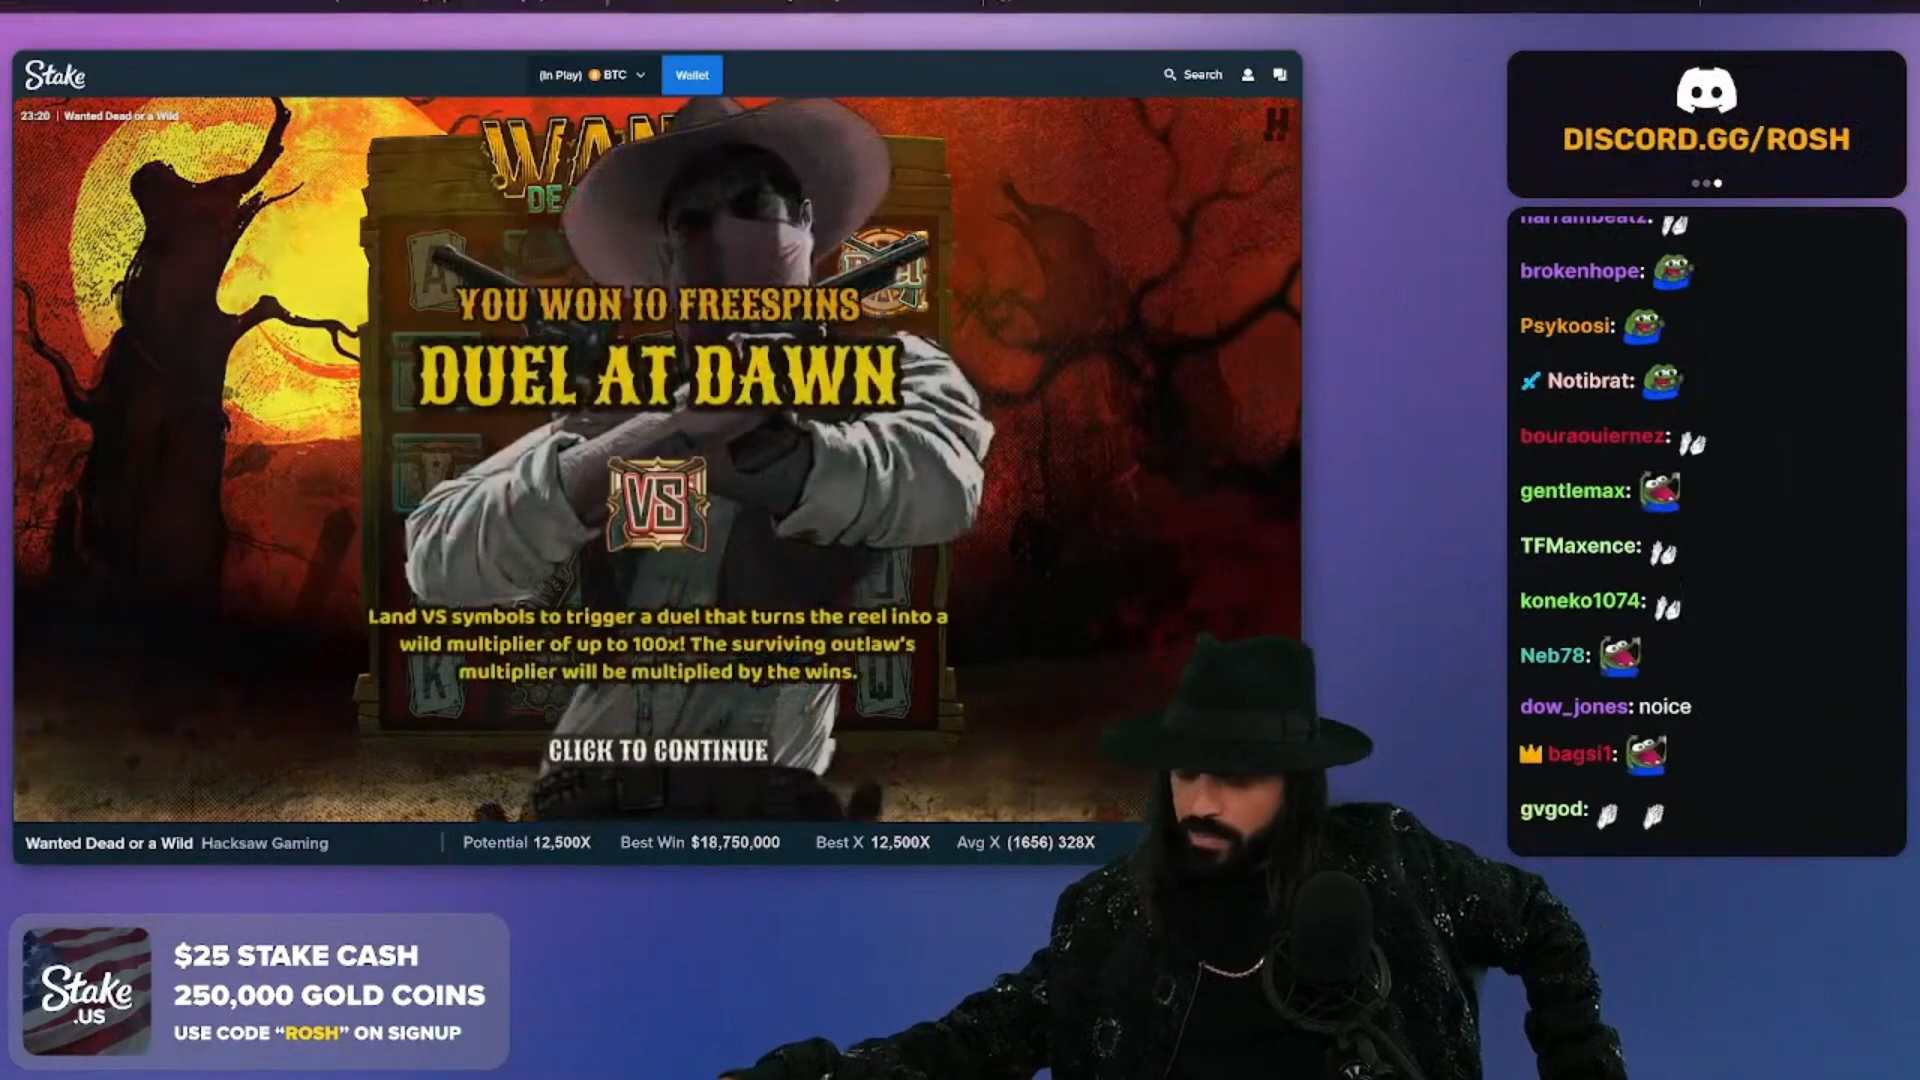 Stake
(In Play) BTC
Wallet
Search
23:20 | Wanted Dead or a Wild
WAN
DE
YOU WON 10 FREESPINS
DUEL AT DAWN
VS
Land VS symbols to trigger a duel that turns the reel into a
wild multiplier of up to 100x! The surviving outlaw's
multiplier will be multiplied by the wins.
CLICK TO CONTINUE
A
K
Wanted Dead or a Wild Hacksaw Gaming
Potential 12,500X
Best Win $18,750,000
Best X 12,500X
Avg X (1656) 328X
Stake
.US
$25 STAKE CASH
250,000 GOLD COINS
USE CODE “ROSH” ON SIGNUP
DISCORD.GG/ROSH
brokenhope:
Psykoosi:
Notibrat:
bouraouiernez:
gentlemax:
TFMaxence:
koneko1074:
Neb78:
dow_jones: noice
bagsi1:
gvgod: